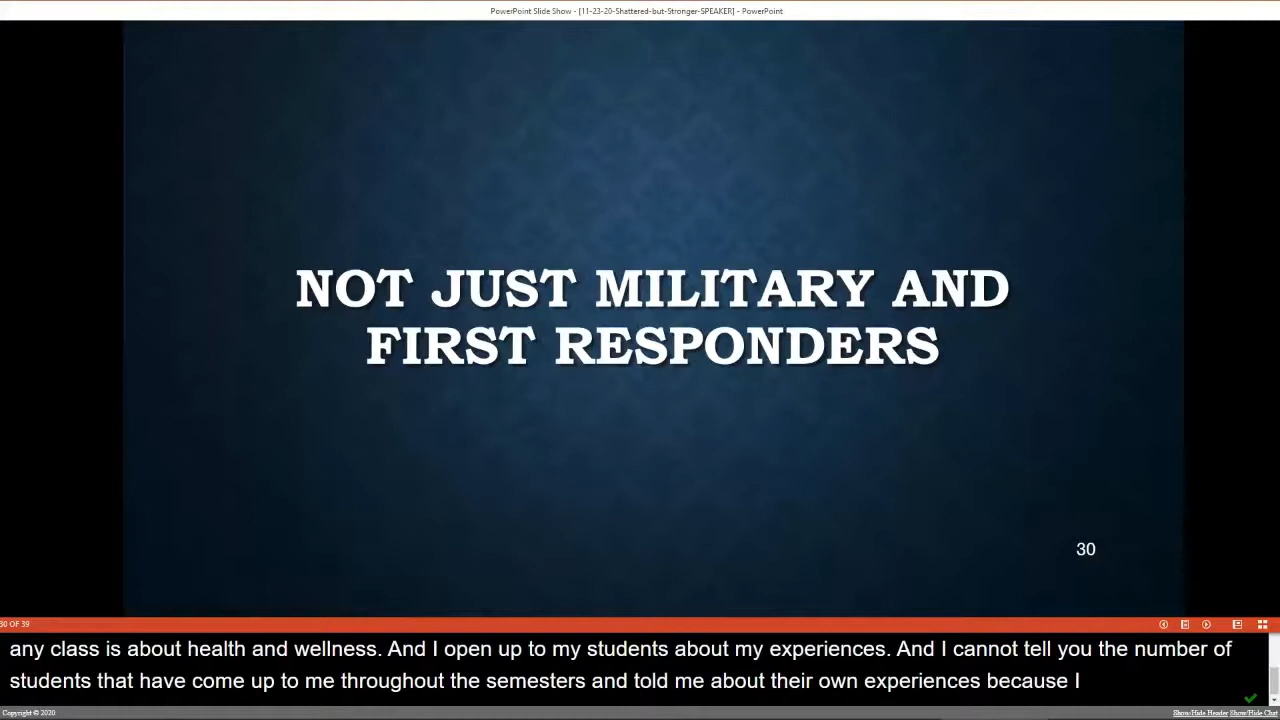 PowerPoint Slide Show - [11-23-20-Shattered-but-Stronger-SPEAKER] - PowerPoint
NOT JUST MILITARY AND
FIRST RESPONDERS
30
30 OF 39
any class is about health and wellness. And I open up to my students about my experiences. And I cannot tell you the number of
students that have come up to me throughout the semesters and told me about their own experiences because I
Copyright © 2020
Show/Hide Header Show/Hide Chat